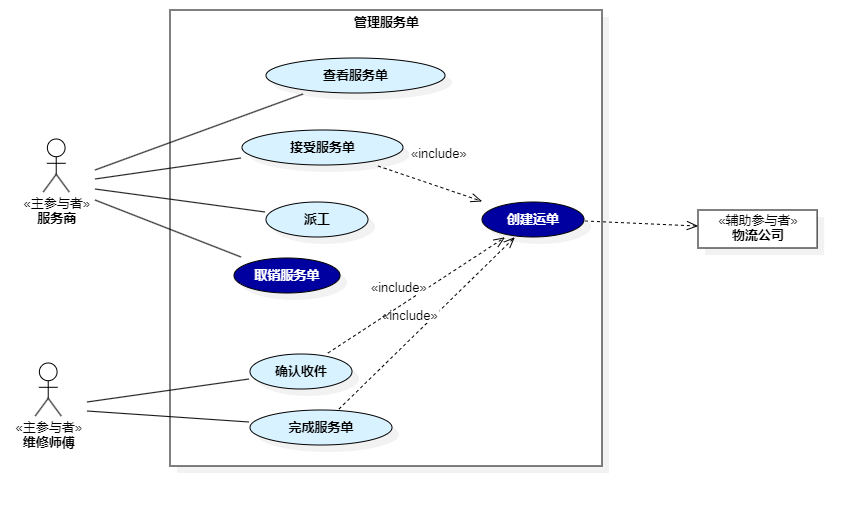 管理服务单
查看服务单
接受服务单
«include»
«主参与者»
服务商
派工
创建运单
«辅助参与者»
物流公司
取销服务单
«include»
«include»
确认收件
«主参与者»
维修师傅
完成服务单